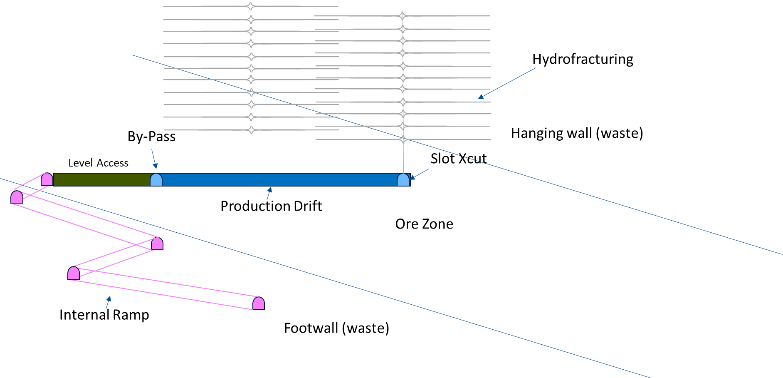 Hydrofracturing
By-Pass
Hanging wall (waste)
Level Access
Slot Xcut
Production Drift
Ore Zone
Internal Ramp
Footwall (waste)